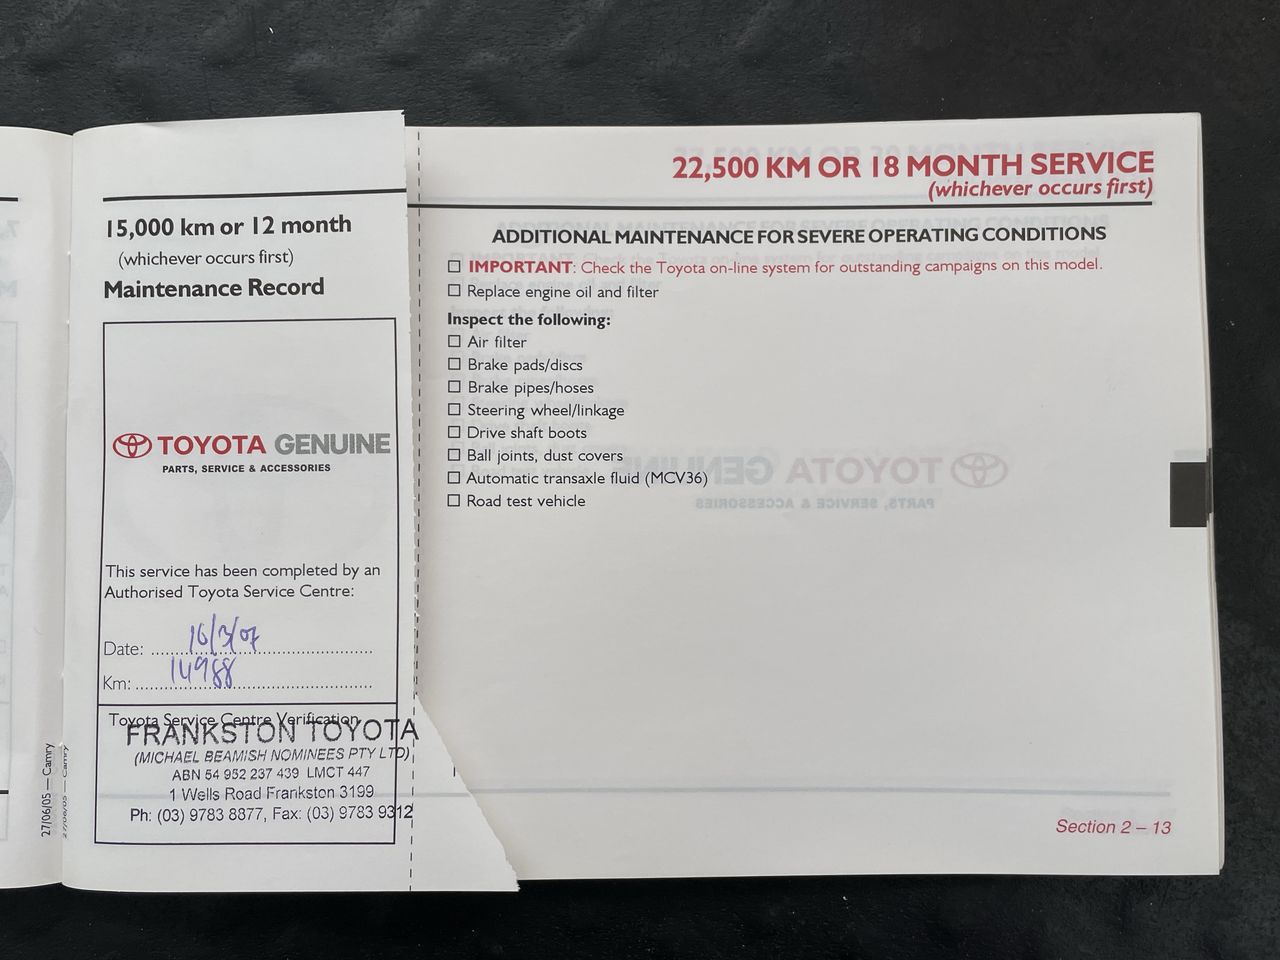 15,000 km or 12 month
(whichever occurs first)
Maintenance Record
TOYOTA GENUINE
PARTS, SERVICE & ACCESSORIES
This service has been completed by an
Authorised Toyota Service Centre:
Date: 16/3/07
Km: 14988
Toyota Service Centre Verification
FRANKSTON TOYOTA
(MICHAEL BEAMISH NOMINEES PTY LTD)
ABN 54 952 237 439 LMCT 447
1 Wells Road Frankston 3199
Ph: (03) 9783 8877, Fax: (03) 9783 9312
27/06/05 — Camry
27/06/05 — Camry
22,500 KM OR 18 MONTH SERVICE
(whichever occurs first)
ADDITIONAL MAINTENANCE FOR SEVERE OPERATING CONDITIONS
IMPORTANT: Check the Toyota on-line system for outstanding campaigns on this model.
Replace engine oil and filter
Inspect the following:
Air filter
Brake pads/discs
Brake pipes/hoses
Steering wheel/linkage
Drive shaft boots
Ball joints, dust covers
Automatic transaxle fluid (MCV36)
Road test vehicle
Section 2 – 13